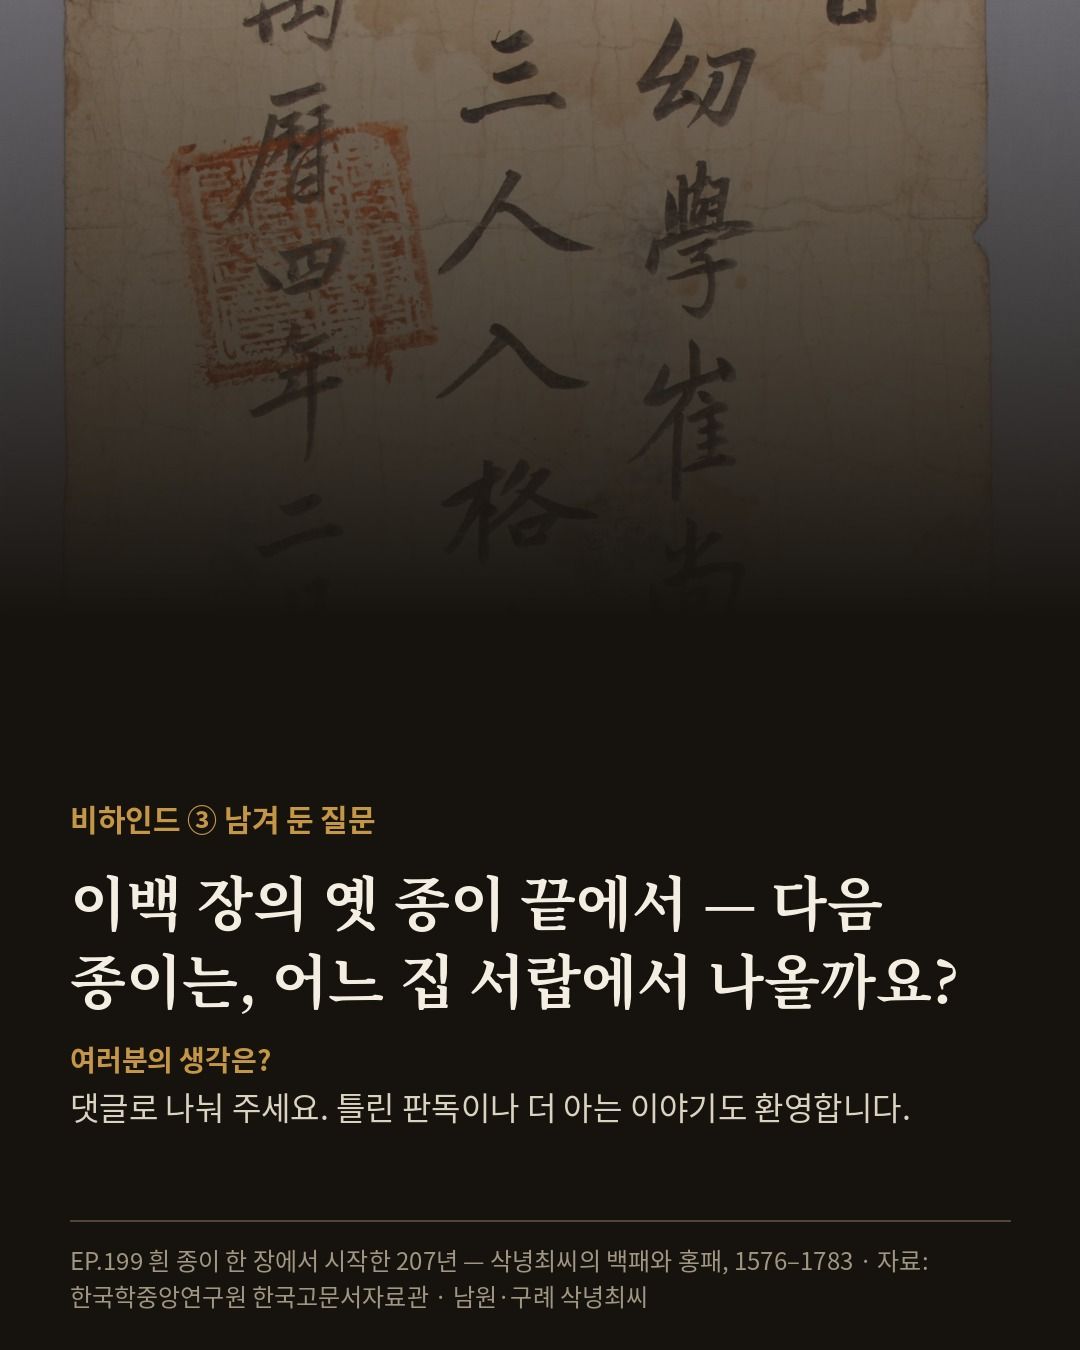 幼學崔尚
三人入格
萬曆四年二月
비하인드 ③ 남겨 둔 질문
이백 장의 옛 종이 끝에서 — 다음
종이는, 어느 집 서랍에서 나올까요?
여러분의 생각은?
댓글로 나눠 주세요. 틀린 판독이나 더 아는 이야기도 환영합니다.
EP.199 흰 종이 한 장에서 시작한 207년 — 삭녕최씨의 백패와 홍패, 1576–1783 · 자료:
한국학중앙연구원 한국고문서자료관 · 남원·구례 삭녕최씨